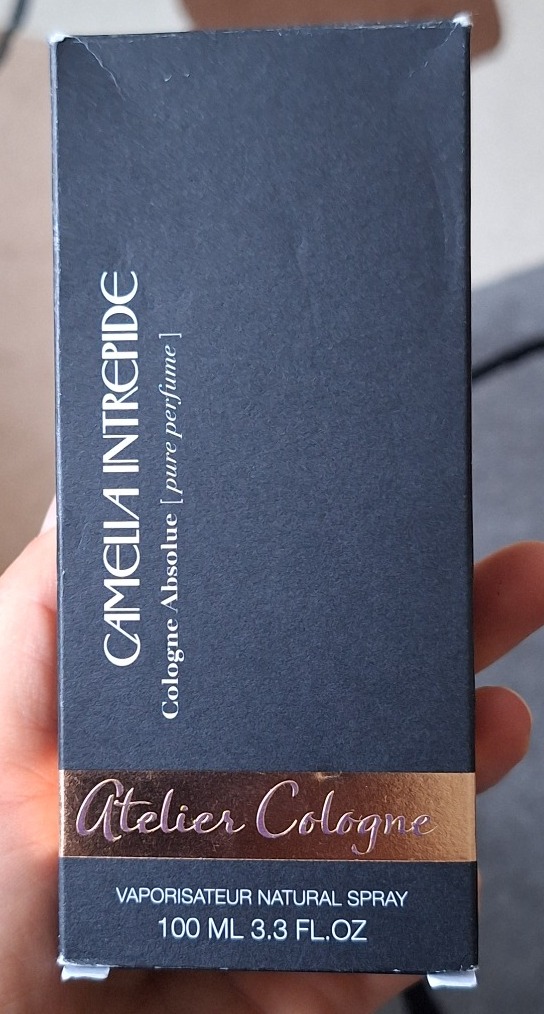 CAMELIA INTREPIDE
Cologne Absolue [pure perfume]
Atelier Cologne
VAPORISATEUR NATURAL SPRAY
100 ML 3.3 FL.OZ